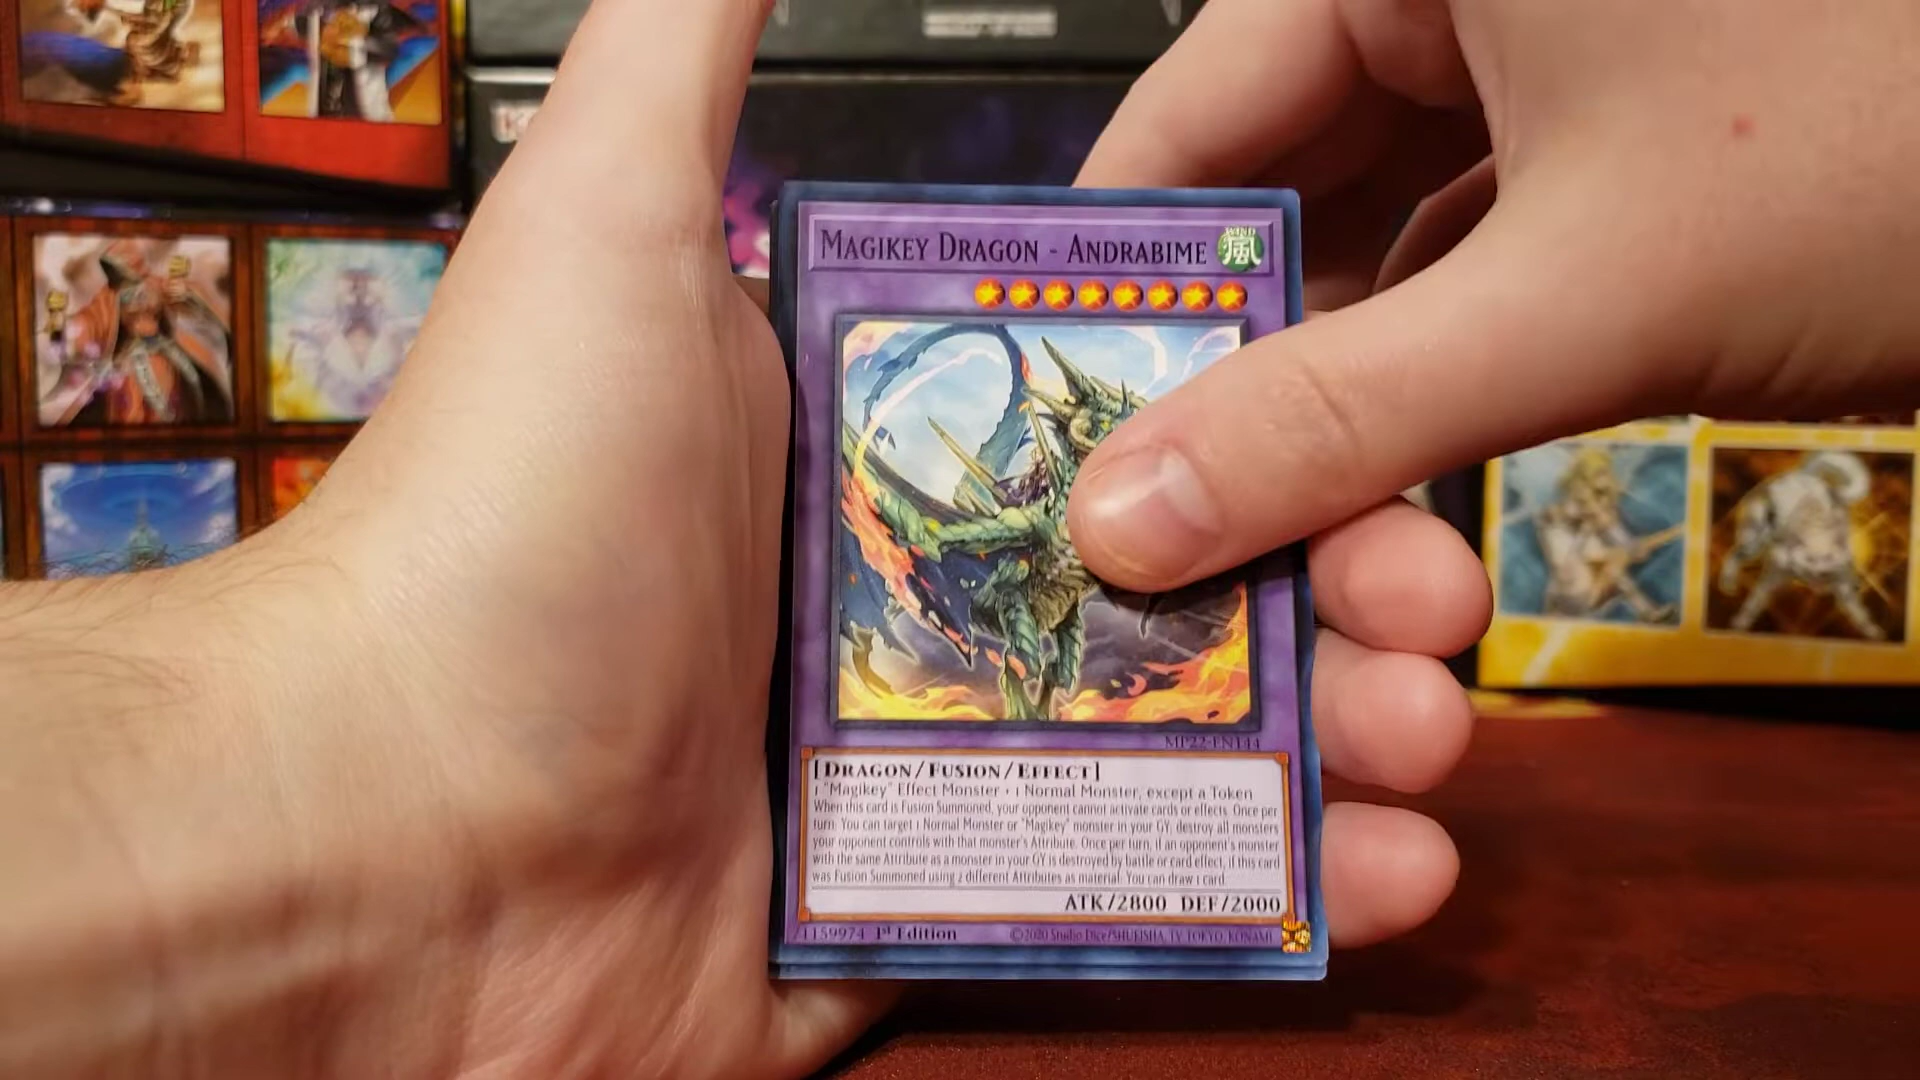 MAGIKEY DRAGON - ANDRABIME
WIND
風
MP22-EN144
[DRAGON/FUSION/EFFECT]
1 "Magikey" Effect Monster + 1 Normal Monster, except a Token
When this card is Fusion Summoned, your opponent cannot activate cards or effects. Once per
turn: You can target 1 Normal Monster or "Magikey" monster in your GY; destroy all monsters
your opponent controls with that monster's Attribute. Once per turn, if an opponent's monster
with the same Attribute as a monster in your GY is destroyed by battle or card effect, if this card
was Fusion Summoned using 2 different Attributes as material: You can draw 1 card.
ATK/2800 DEF/2000
1159974 1st Edition
©2020 Studio Dice/SHUEISHA, TV TOKYO, KONAMI